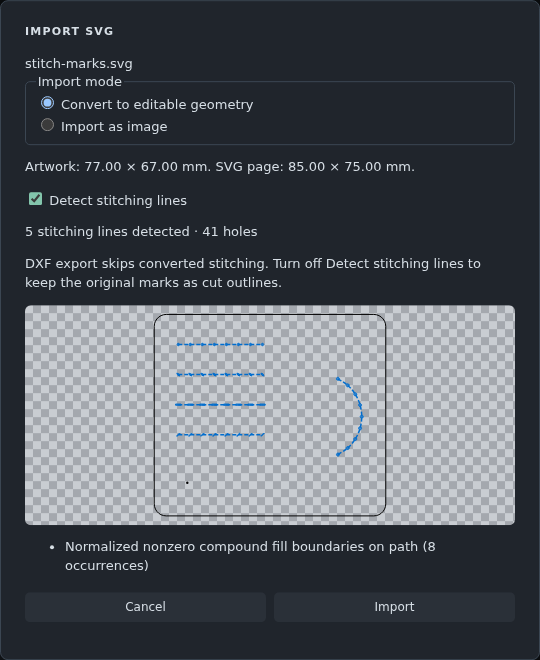 IMPORT SVG
stitch-marks.svg
Import mode
Convert to editable geometry
Import as image
Artwork: 77.00 × 67.00 mm. SVG page: 85.00 × 75.00 mm.
Detect stitching lines
5 stitching lines detected · 41 holes
DXF export skips converted stitching. Turn off Detect stitching lines to
keep the original marks as cut outlines.
• Normalized nonzero compound fill boundaries on path (8
occurrences)
Cancel
Import